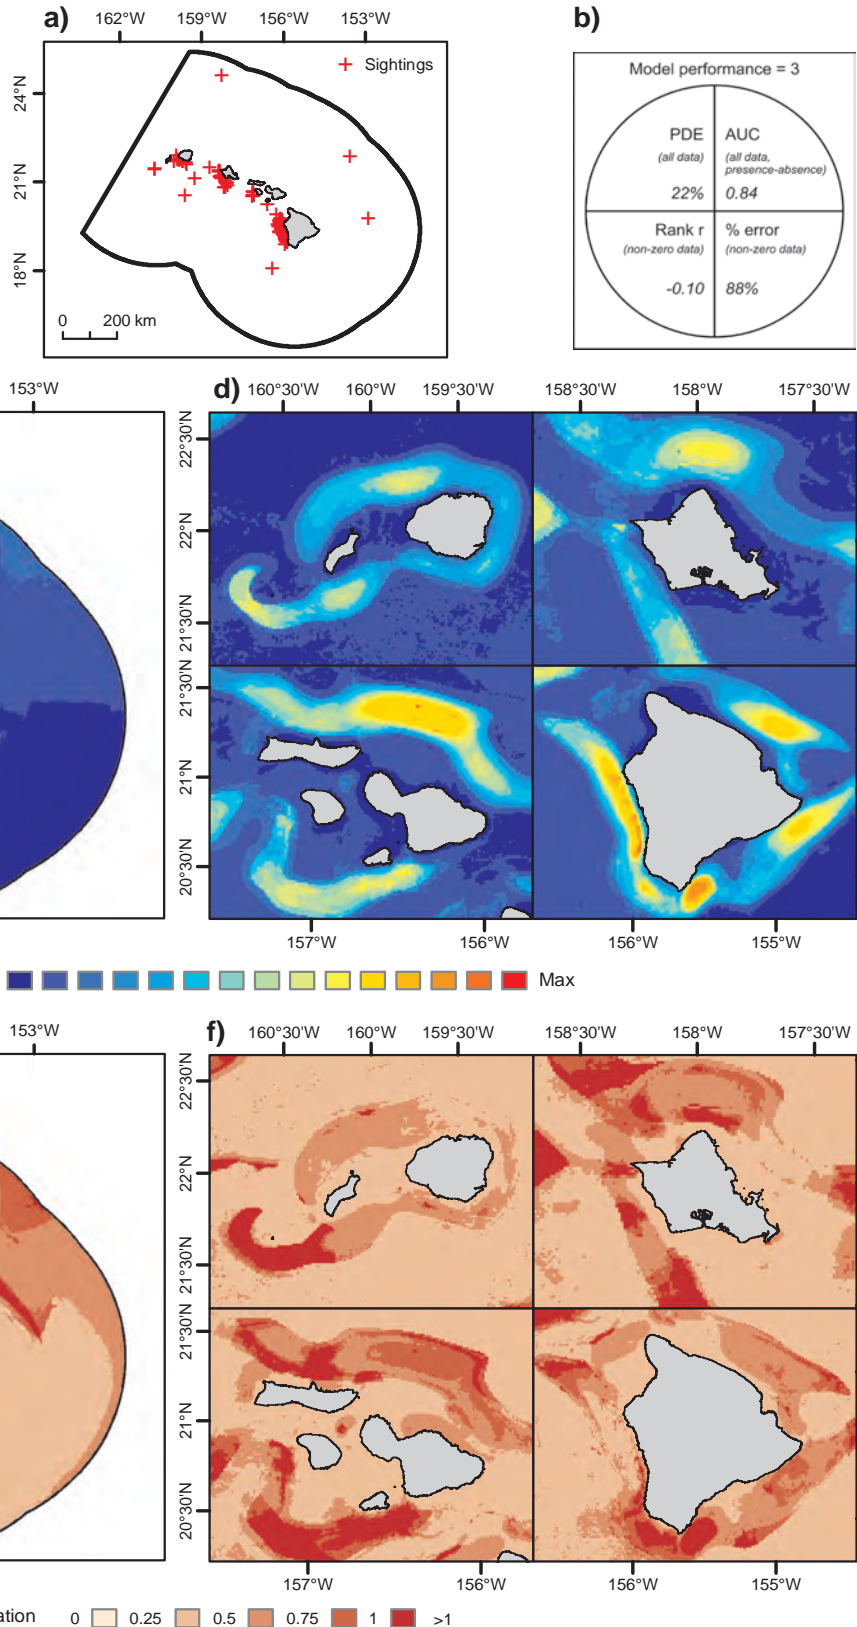 a)
162°W 159°W 156°W 153°W
24°N
21°N
18°N
Sightings
0 200 km
b)
Model performance = 3
PDE
(all data)
22%
AUC
(all data,
presence-absence)
0.84
Rank r
(non-zero data)
-0.10
% error
(non-zero data)
88%
153°W
d)
160°30'W 160°W 159°30'W 158°30'W 158°W 157°30'W
22°30'N
22°N
21°30'N
21°30'N
21°N
20°30'N
157°W 156°W 156°W 155°W
Max
153°W
f)
160°30'W 160°W 159°30'W 158°30'W 158°W 157°30'W
22°30'N
22°N
21°30'N
21°30'N
21°N
20°30'N
157°W 156°W 156°W 155°W
ation 0 0.25 0.5 0.75 1 >1